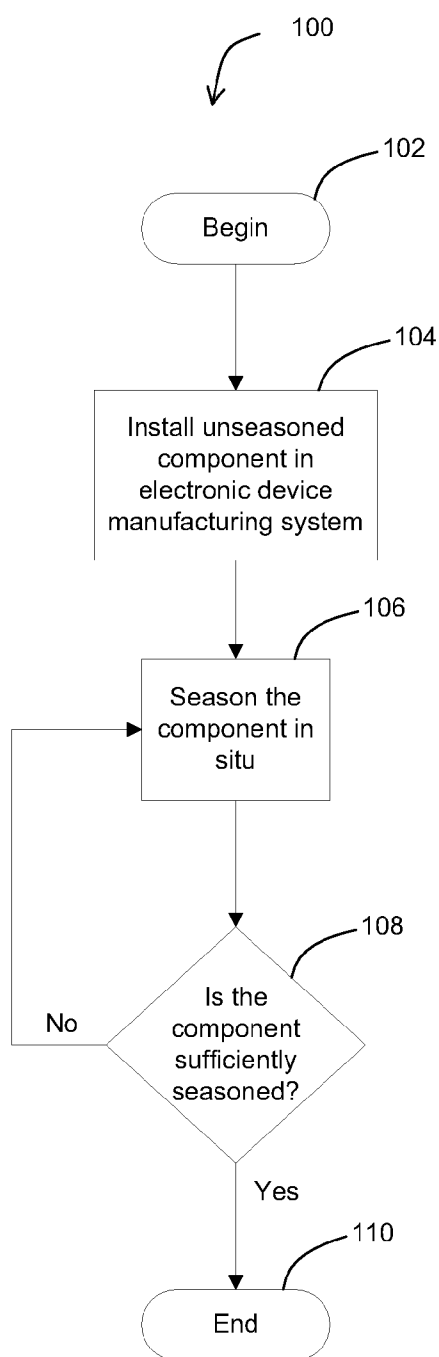 100
102
Begin
104
Install unseasoned
component in
electronic device
manufacturing system
106
Season the
component in
situ
108
Is the
component
sufficiently
seasoned?
No
Yes
110
End